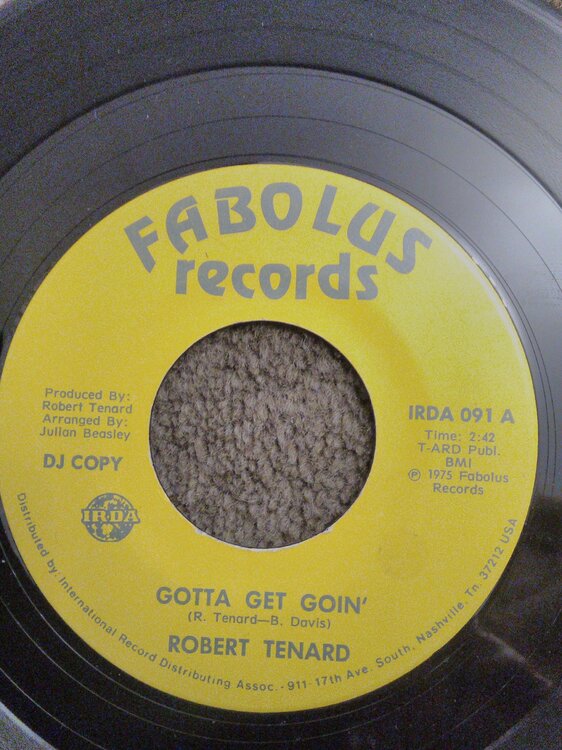 FABOLUS
records
Produced By:
Robert Tenard
Arranged By:
Julian Beasley
DJ COPY
IRDA
IRDA 091 A
Time: 2:42
T-ARD Publ.
BMI
℗ 1975 Fabolus
Records
GOTTA GET GOIN'
(R. Tenard—B. Davis)
ROBERT TENARD
Distributed by: International Record Distributing Assoc. - 911-17th Ave. South, Nashville, Tn. 37212 USA